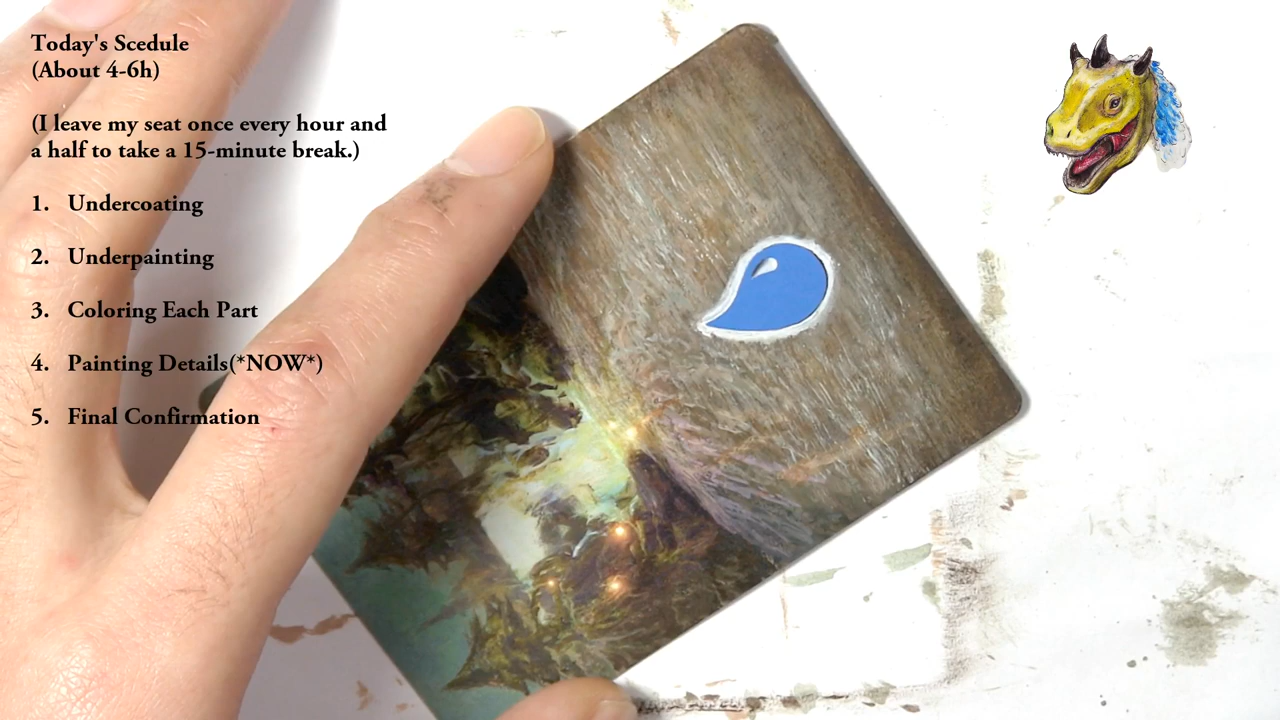 Today's Scedule
(About 4-6h)
(I leave my seat once every hour and
a half to take a 15-minute break.)
1. Undercoating
2. Underpainting
3. Coloring Each Part
4. Painting Details(*NOW*)
5. Final Confirmation